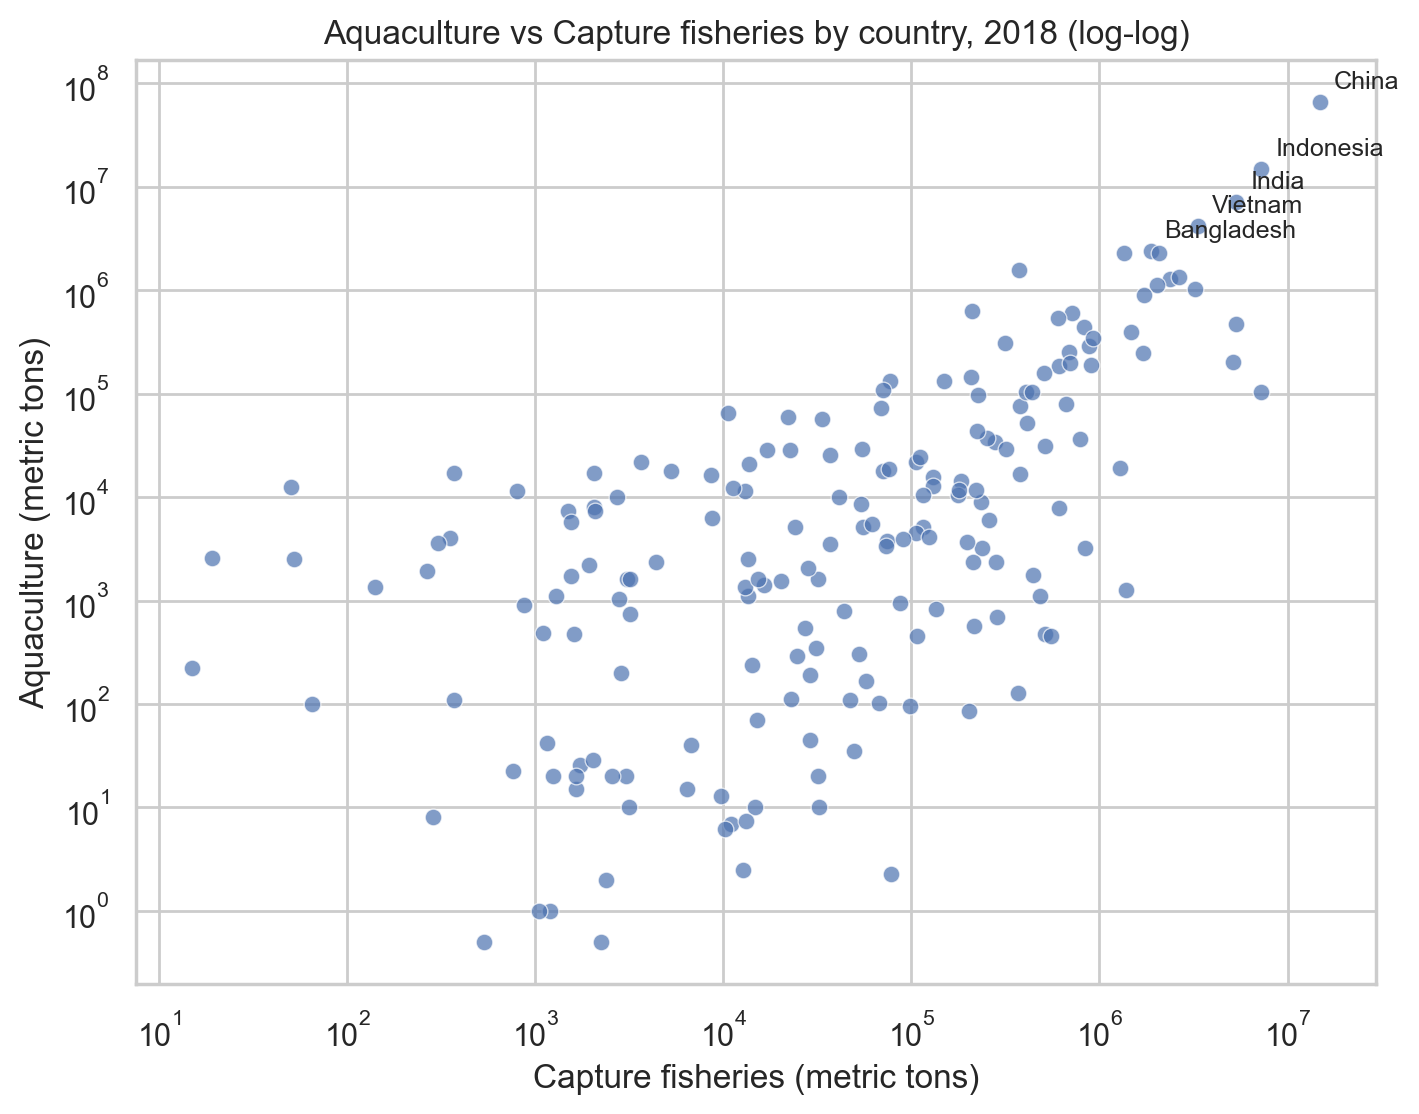 Aquaculture vs Capture fisheries by country, 2018 (log-log)
China
Indonesia
India
Vietnam
Bangladesh
Aquaculture (metric tons)
10^8
10^7
10^6
10^5
10^4
10^3
10^2
10^1
10^0
10^1
10^2
10^3
10^4
10^5
10^6
10^7
Capture fisheries (metric tons)